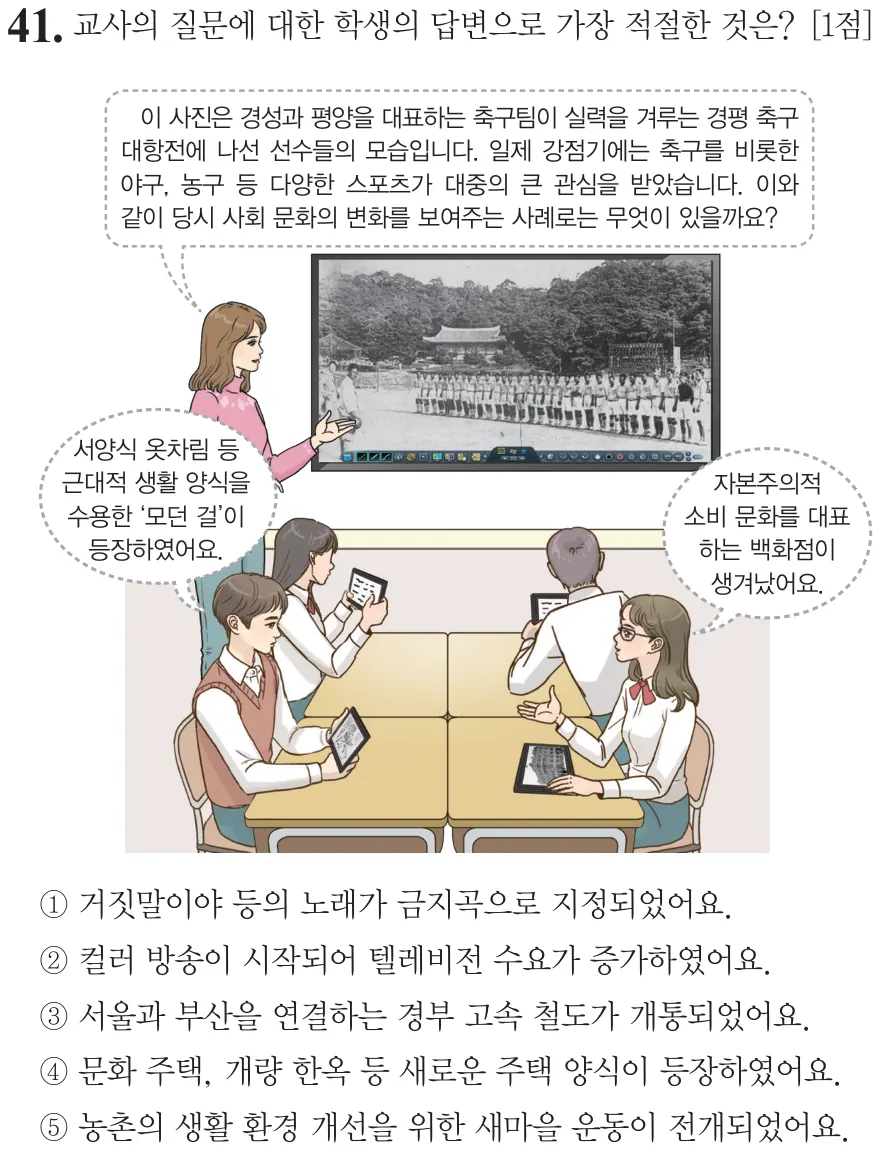 41. 교사의 질문에 대한 학생의 답변으로 가장 적절한 것은? [1점]
이 사진은 경성과 평양을 대표하는 축구팀이 실력을 겨루는 경평 축구
대항전에 나선 선수들의 모습입니다. 일제 강점기에는 축구를 비롯한
야구, 농구 등 다양한 스포츠가 대중의 큰 관심을 받았습니다. 이와
같이 당시 사회 문화의 변화를 보여주는 사례로는 무엇이 있을까요?
서양식 옷차림 등
근대적 생활 양식을
수용한 ‘모던 걸’이
등장하였어요.
자본주의적
소비 문화를 대표
하는 백화점이
생겨났어요.
① 거짓말이야 등의 노래가 금지곡으로 지정되었어요.
② 컬러 방송이 시작되어 텔레비전 수요가 증가하였어요.
③ 서울과 부산을 연결하는 경부 고속 철도가 개통되었어요.
④ 문화 주택, 개량 한옥 등 새로운 주택 양식이 등장하였어요.
⑤ 농촌의 생활 환경 개선을 위한 새마을 운동이 전개되었어요.